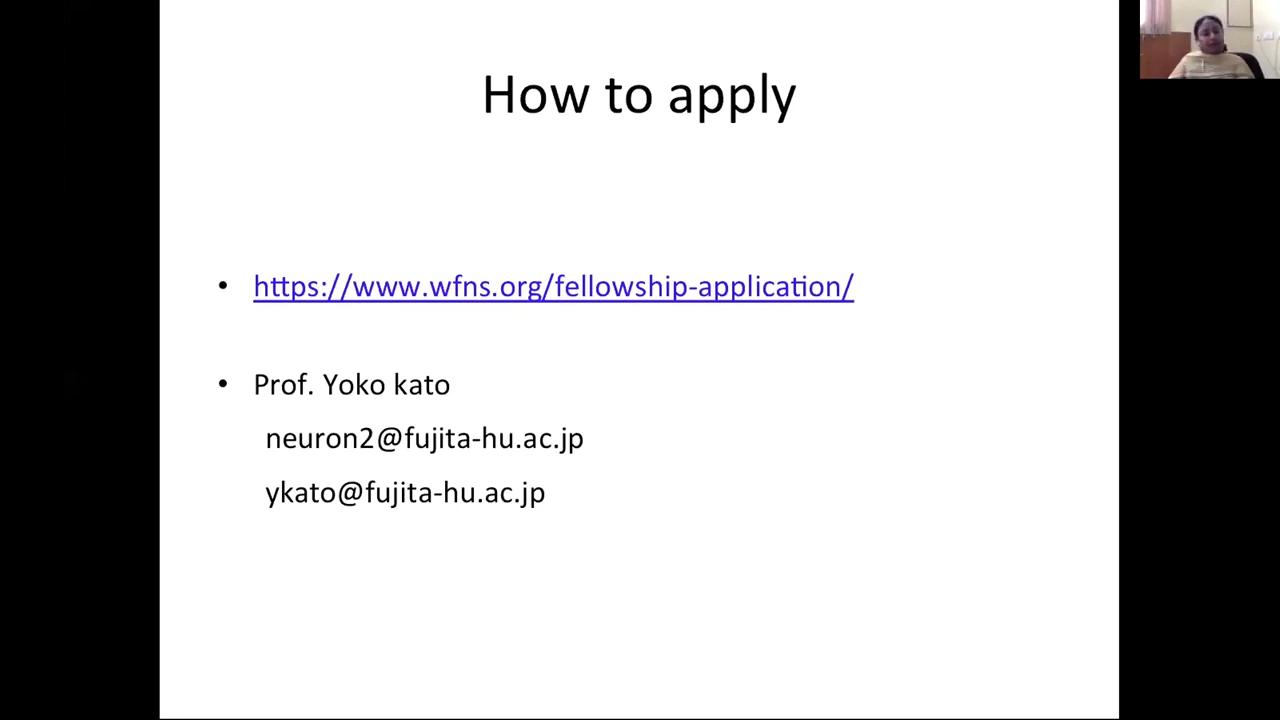 How to apply
• https://www.wfns.org/fellowship-application/
• Prof. Yoko kato
neuron2@fujita-hu.ac.jp
ykato@fujita-hu.ac.jp